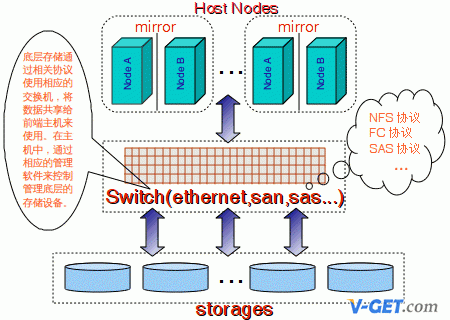 Host Nodes
mirror
mirror
Node A
Node B
...
Node A
Node B
底层存储通
过相关协议
使用相应的
交换机，将
数据共享给
前端主机来
使用。在主
机中，通过
相应的管理
软件来控制
管理底层的
存储设备。
NFS 协议
FC 协议
SAS 协议
...
Switch(ethernet,san,sas...)
...
storages
V-GET.com